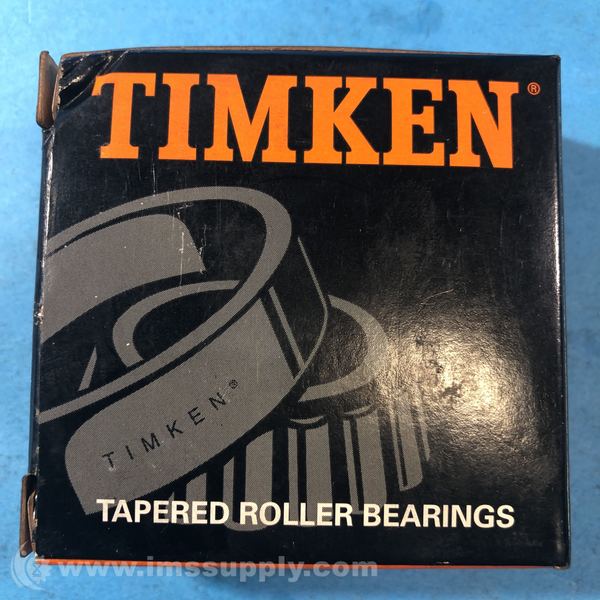 TIMKEN®
TIMKEN®
TAPERED ROLLER BEARINGS
www.imssupply.com